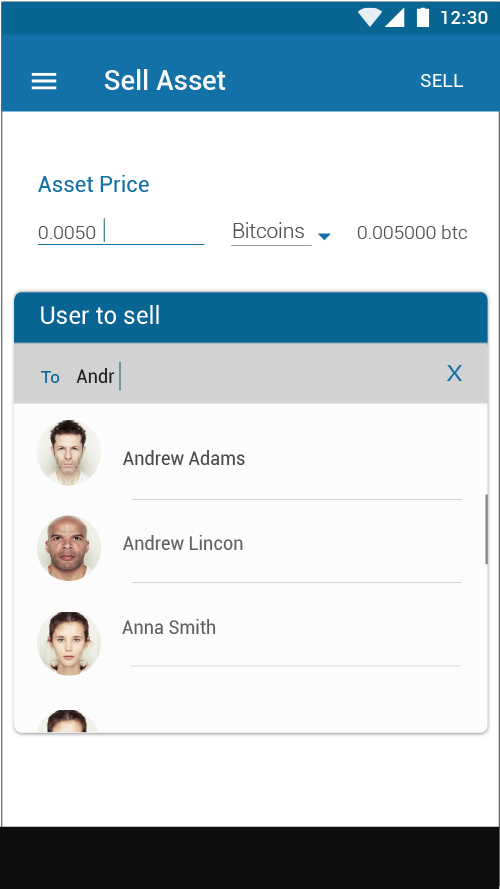 12:30
Sell Asset SELL
Asset Price
0.0050 Bitcoins 0.005000 btc
User to sell
To Andr X
Andrew Adams
Andrew Lincon
Anna Smith